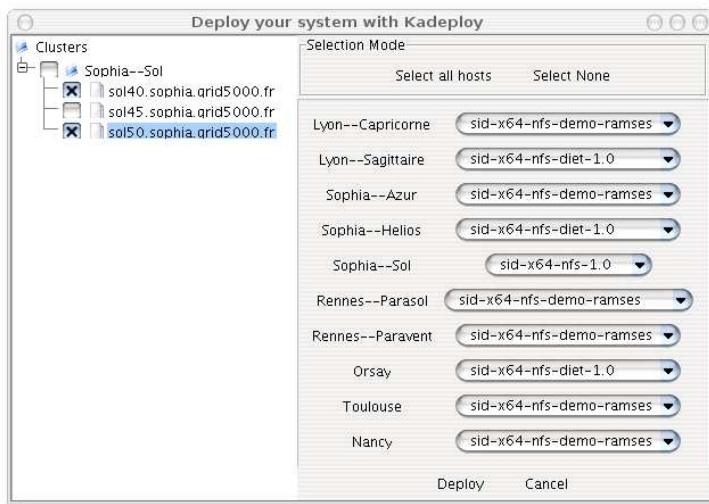 Deploy your system with Kadeploy
Clusters
Sophia--Sol
sol40.sophia.grid5000.fr
sol45.sophia.grid5000.fr
sol50.sophia.grid5000.fr
Selection Mode
Select all hosts Select None
Lyon--Capricorne sid-x64-nfs-demo-ramses
Lyon--Sagittaire sid-x64-nfs-diet-1.0
Sophia--Azur sid-x64-nfs-demo-ramses
Sophia--Helios sid-x64-nfs-diet-1.0
Sophia--Sol sid-x64-nfs-1.0
Rennes--Parasol sid-x64-nfs-demo-ramses
Rennes--Paravent sid-x64-nfs-demo-ramses
Orsay sid-x64-nfs-diet-1.0
Toulouse sid-x64-nfs-demo-ramses
Nancy sid-x64-nfs-demo-ramses
Deploy Cancel